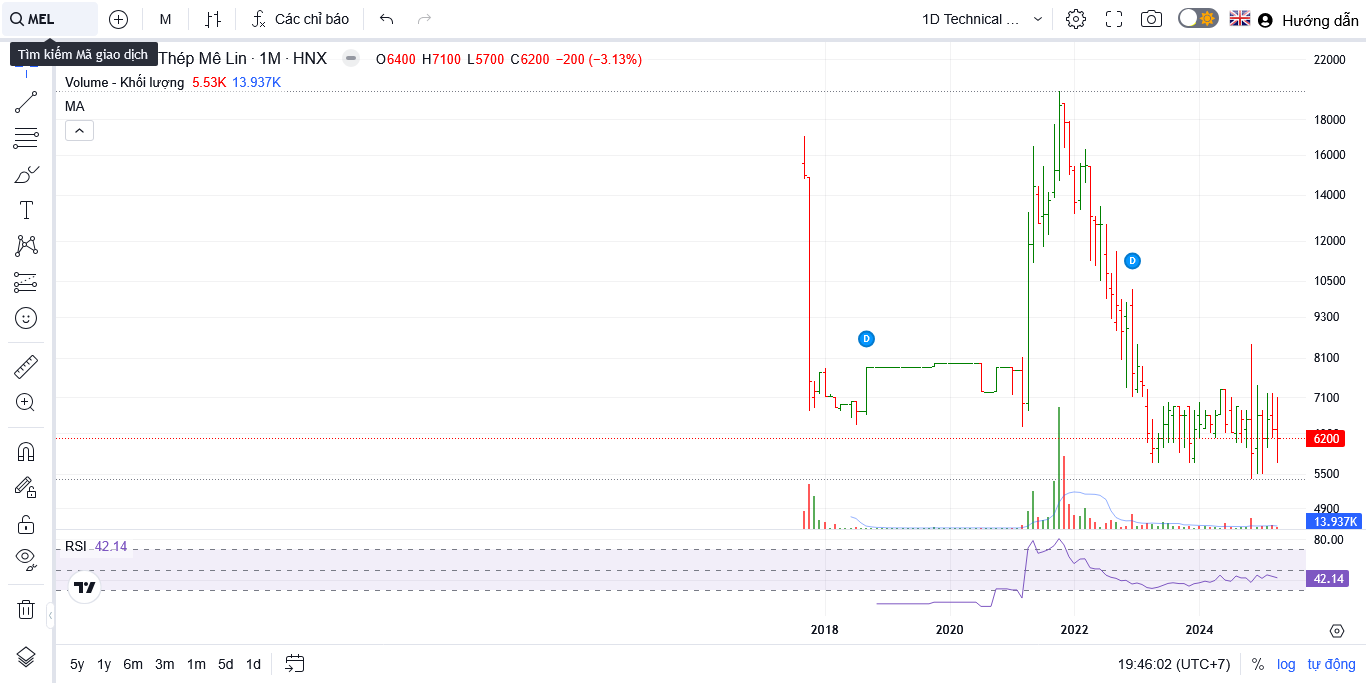 MEL
M
Các chỉ báo
1D Technical ...
Hướng dẫn
Tìm kiếm Mã giao dịch
Thép Mê Lin · 1M · HNX
O6400 H7100 L5700 C6200 −200 (−3.13%)
Volume - Khối lượng 5.53K 13.937K
MA
22000
18000
16000
14000
12000
10500
9300
8100
7100
6200
5500
4900
13.937K
D
D
RSI 42.14
80.00
42.14
2018 2020 2022 2024
5y 1y 6m 3m 1m 5d 1d
19:46:02 (UTC+7) % log tự động